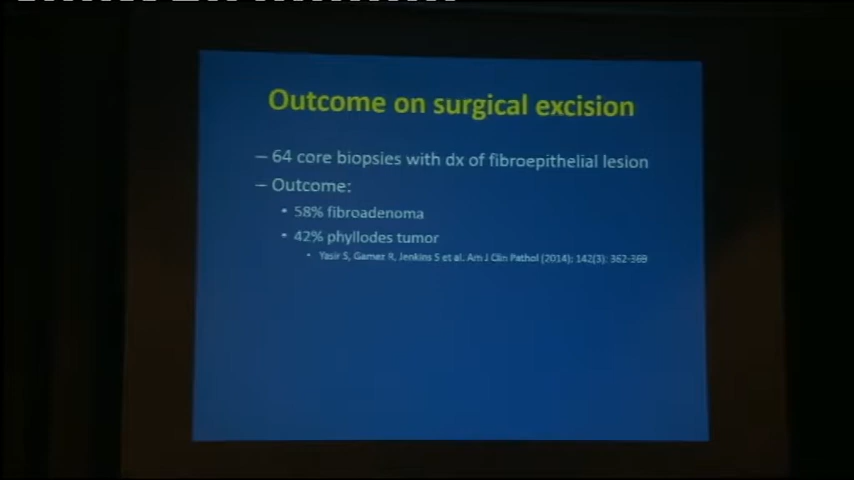 Outcome on surgical excision
– 64 core biopsies with dx of fibroepithelial lesion
– Outcome:
• 58% fibroadenoma
• 42% phyllodes tumor
• Yasir S, Gamez R, Jenkins S et al. Am J Clin Pathol (2014); 142(3): 362-369